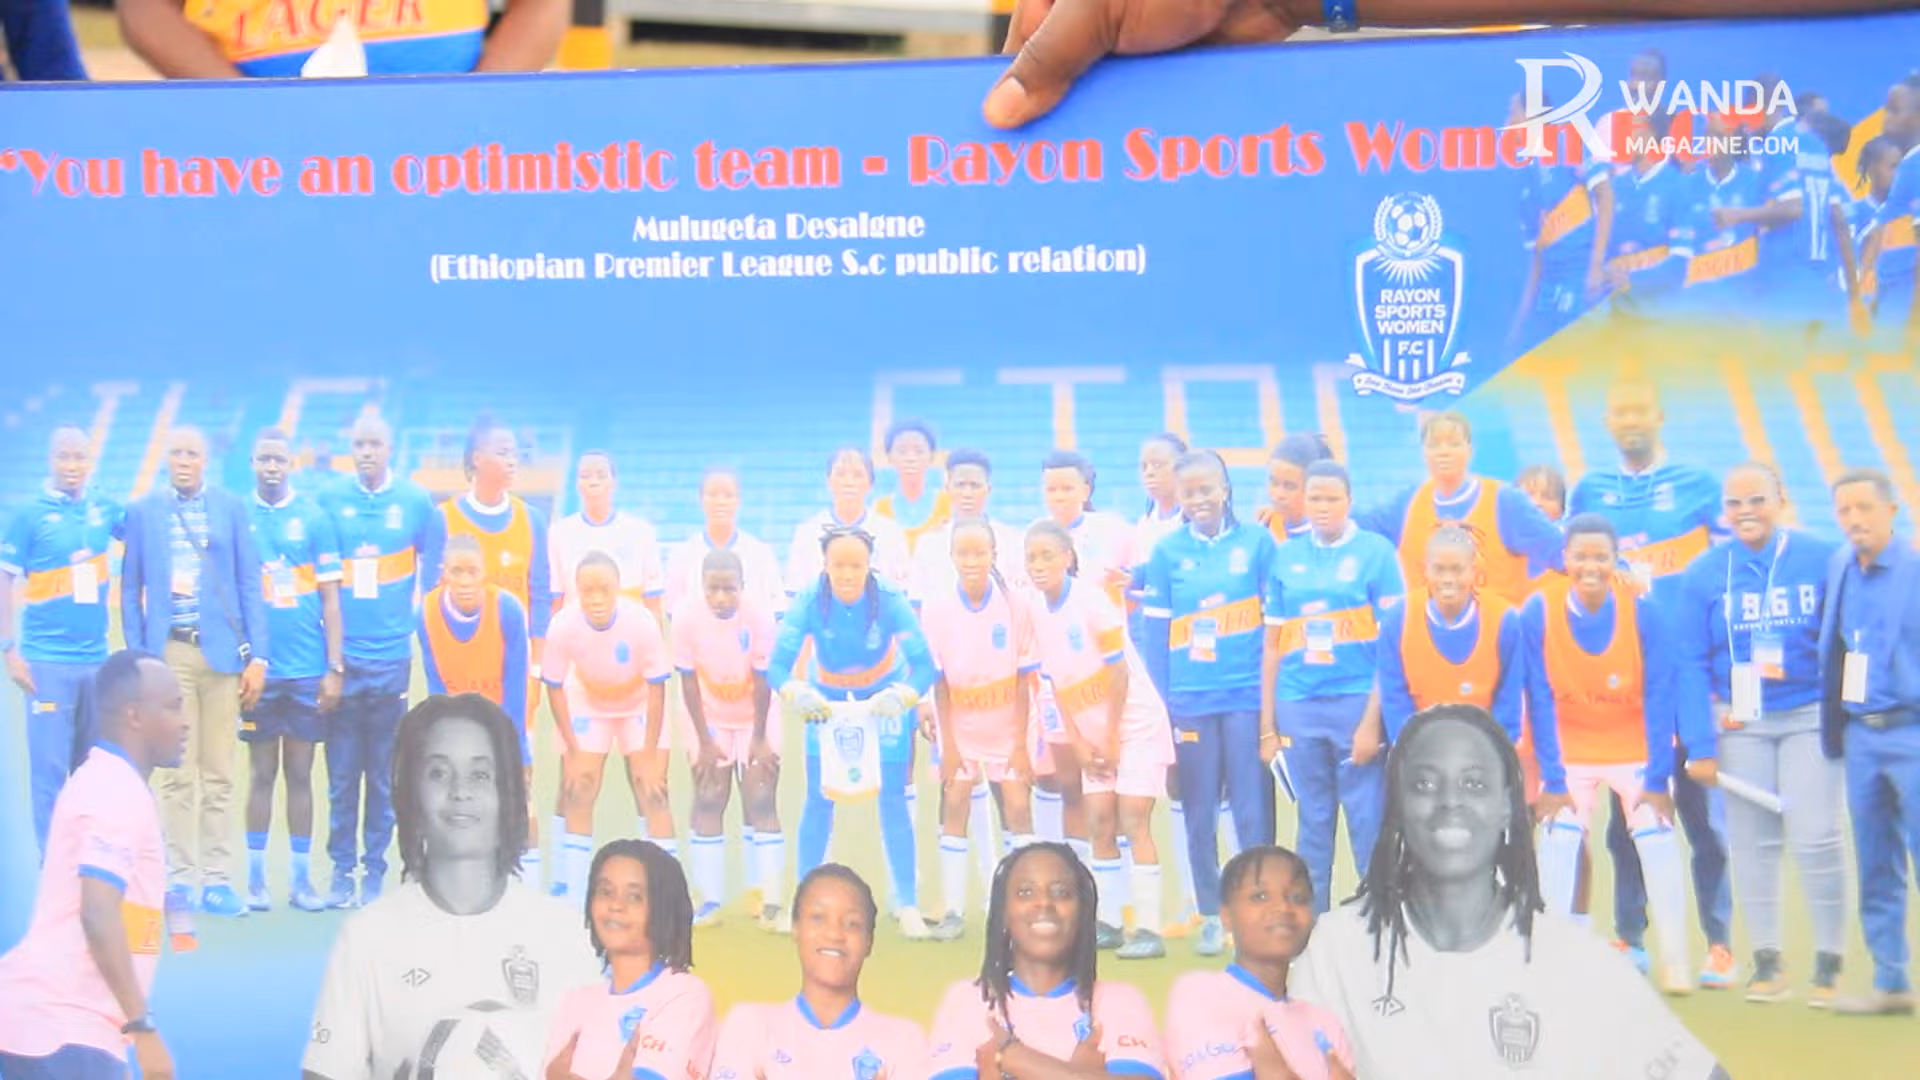 LAGER
RWANDA
MAGAZINE.COM
"You have an optimistic team - Rayon Sports Women
Mulugeta Desalgne
(Ethiopian Premier League S.c public relation)
RAYON
SPORTS
WOMEN
F.C
LAGER
1968